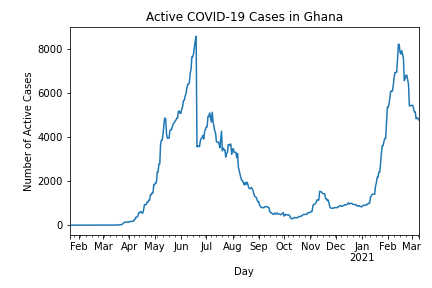 Active COVID-19 Cases in Ghana
Number of Active Cases
8000
6000
4000
2000
0
Feb Mar Apr May Jun Jul Aug Sep Oct Nov Dec Jan Feb Mar
2021
Day